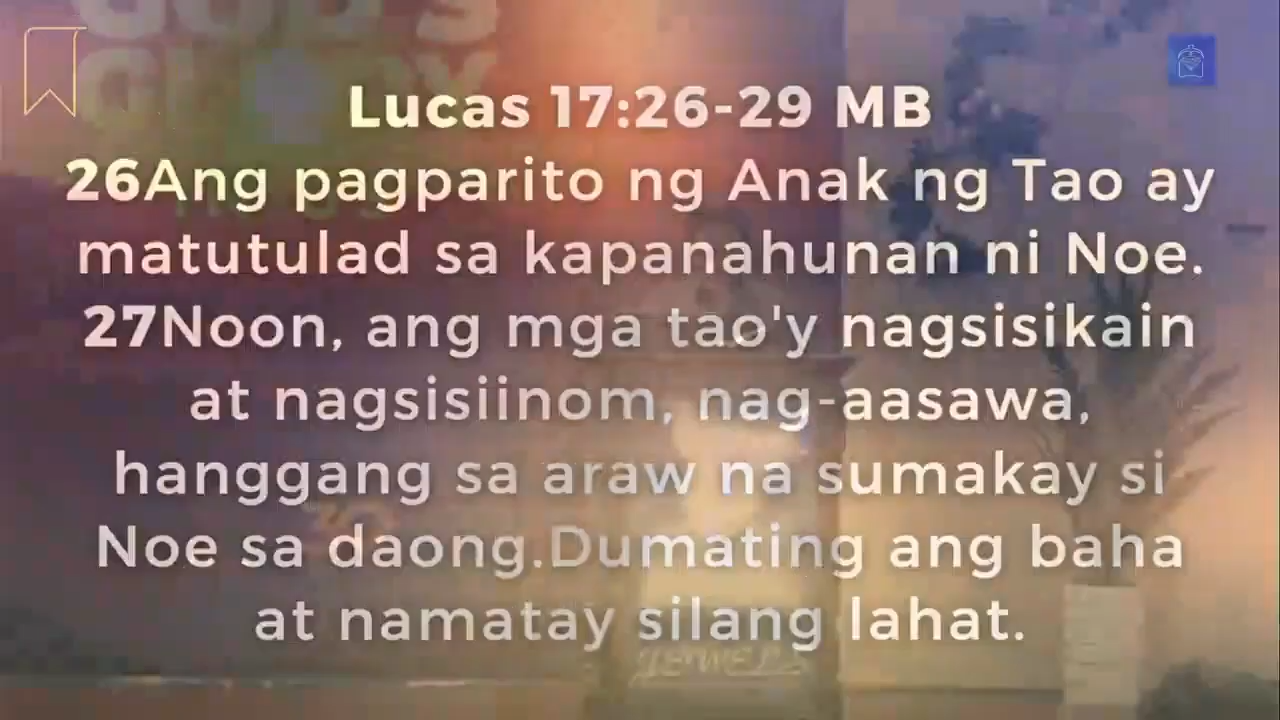 GOD'S
GLORY
Lucas 17:26-29 MB
26Ang pagparito ng Anak ng Tao ay
matutulad sa kapanahunan ni Noe.
27Noon, ang mga tao'y nagsisikain
at nagsisiinom, nag-aasawa,
hanggang sa araw na sumakay si
Noe sa daong.Dumating ang baha
at namatay silang lahat.